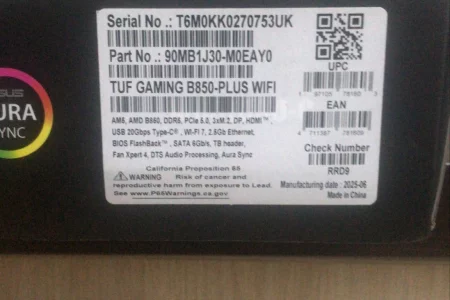 Serial No.: T6M0KK0270753UK
Part No.: 90MB1J30-M0EAY0
TUF GAMING B850-PLUS WIFI
AM5, AMD B850, DDR5, PCIe 5.0, 3xM.2, DP, HDMI™,
USB 20Gbps Type-C®, WI-FI 7, 2.5Gb Ethernet,
BIOS FlashBack™, SATA 6Gb/s, TB header,
Fan Xpert 4, DTS Audio Processing, Aura Sync
California Proposition 65
WARNING Risk of cancer and
reproductive harm from exposure to Lead.
See www.P65Warnings.ca.gov
UPC
EAN
Check Number
RRD9
Manufacturing date : 2025-06
Made in China
SUS
URA
YNC